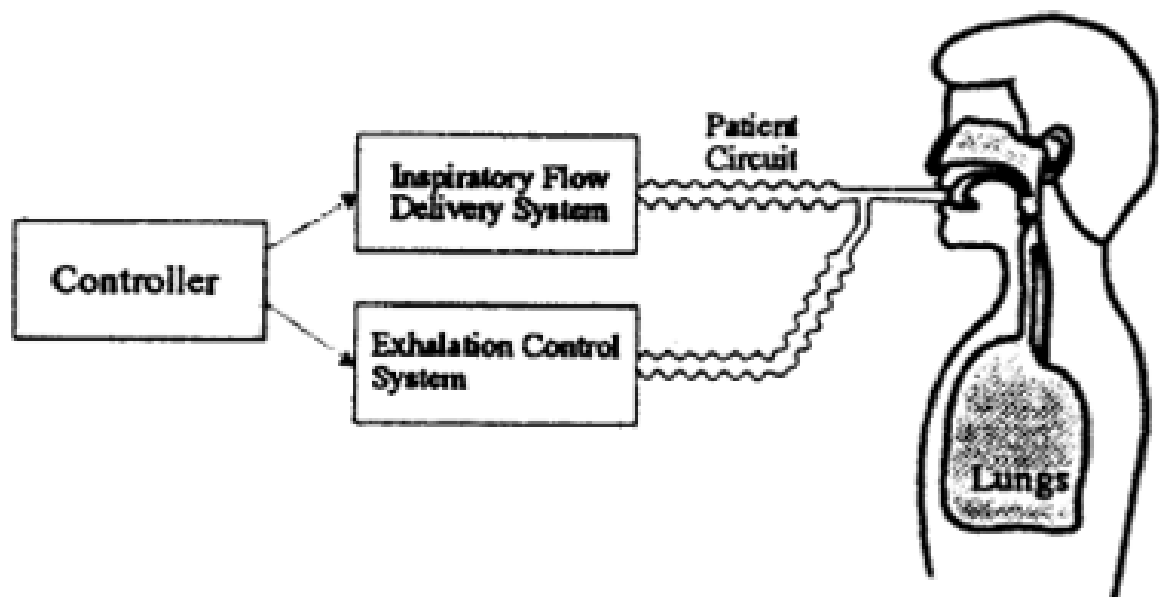 Patient
Circuit
Inspiratory Flow
Delivery System
Controller
Exhalation Control
System
Lungs